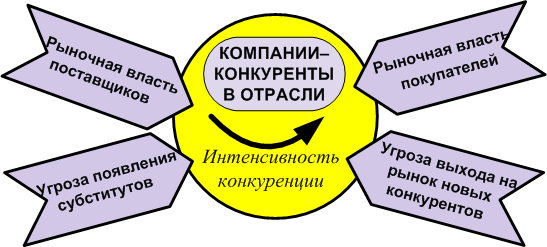 Рыночная власть
поставщиков
КОМПАНИИ–
КОНКУРЕНТЫ
В ОТРАСЛИ
Рыночная власть
покупателей
Угроза появления
субститутов
Интенсивность
конкуренции
Угроза выхода на
рынок новых
конкурентов